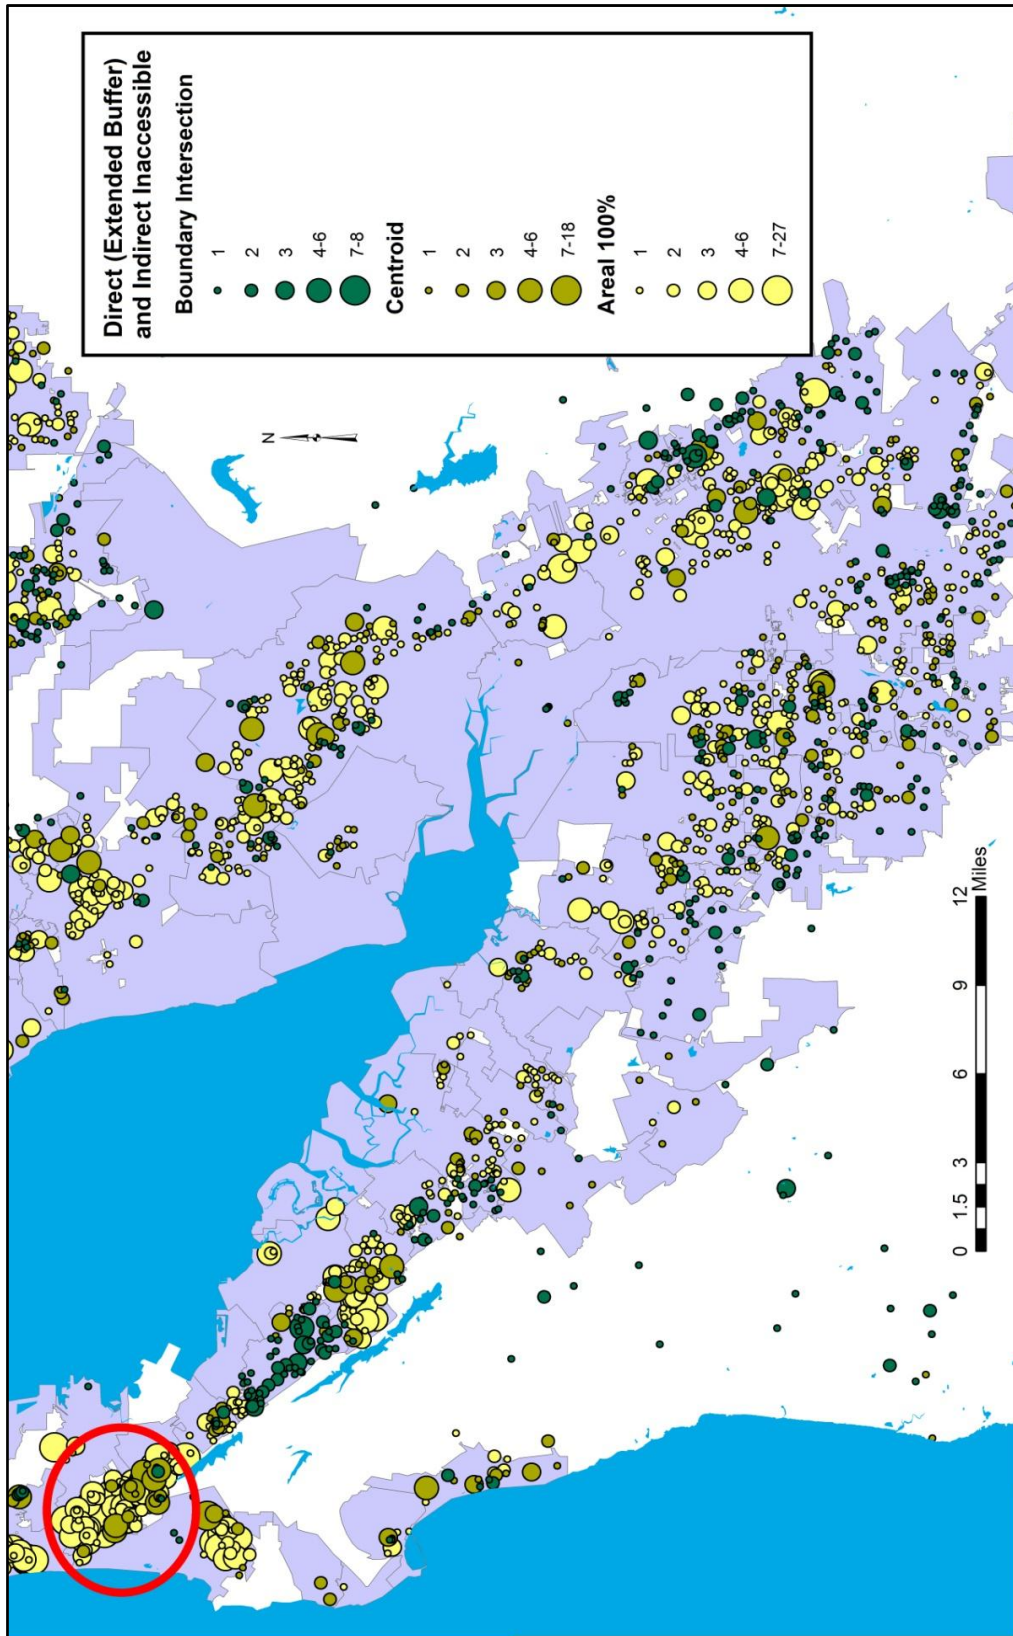 Direct (Extended Buffer)
and Indirect Inaccessible
Boundary Intersection
1
2
3
4-6
7-8
Centroid
1
2
3
4-6
7-18
Areal 100%
1
2
3
4-6
7-27
N
0 1.5 3 6 9 12
Miles